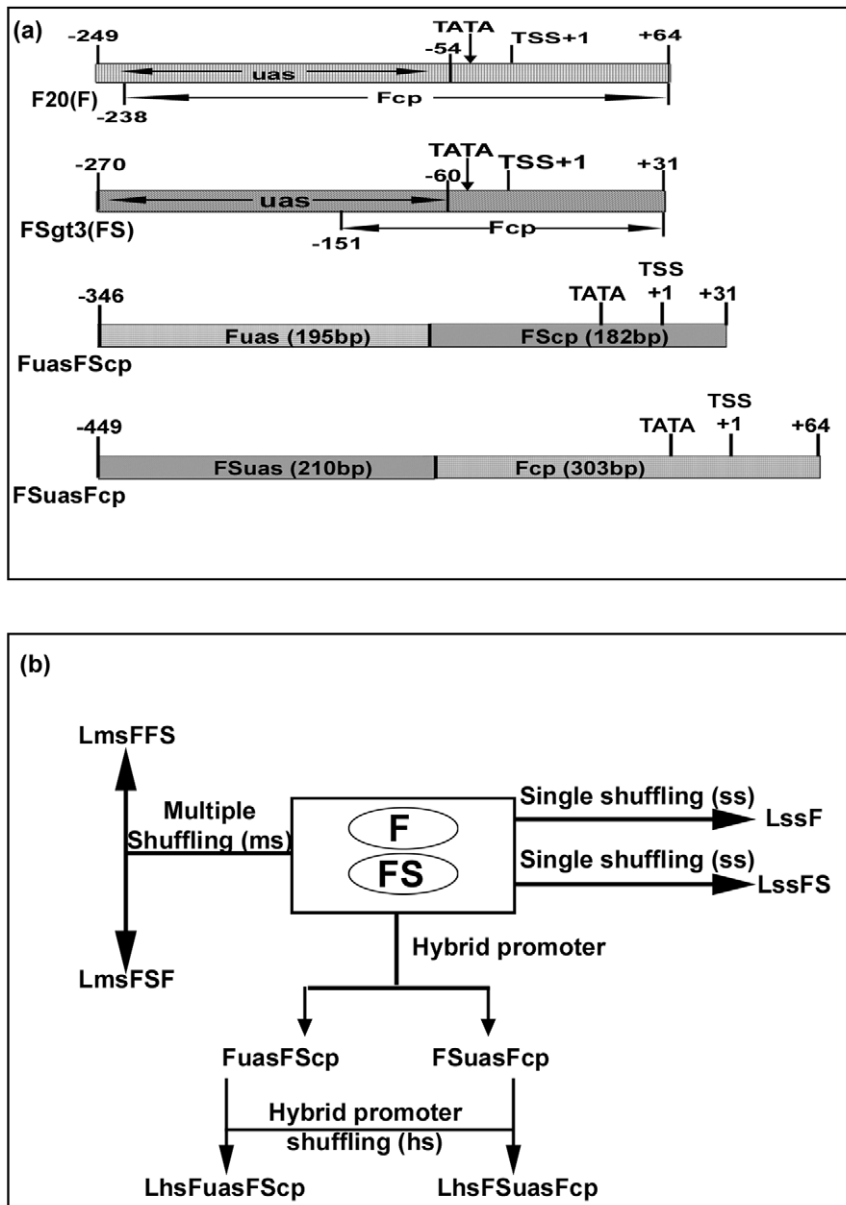 (a)
-249
-54
TATA
TSS+1
+64
uas
F20(F)
-238
Fcp
-270
-60
TATA
TSS+1
+31
uas
FSgt3(FS)
-151
Fcp
-346
TATA
TSS
+1
+31
Fuas (195bp)
FScp (182bp)
FuasFScp
-449
TATA
TSS
+1
+64
FSuas (210bp)
Fcp (303bp)
FSuasFcp
(b)
LmsFFS
Multiple
Shuffling (ms)
F
FS
Single shuffling (ss)
LssF
Single shuffling (ss)
LssFS
LmsFSF
Hybrid promoter
FuasFScp
FSuasFcp
Hybrid promoter
shuffling (hs)
LhsFuasFScp
LhsFSuasFcp